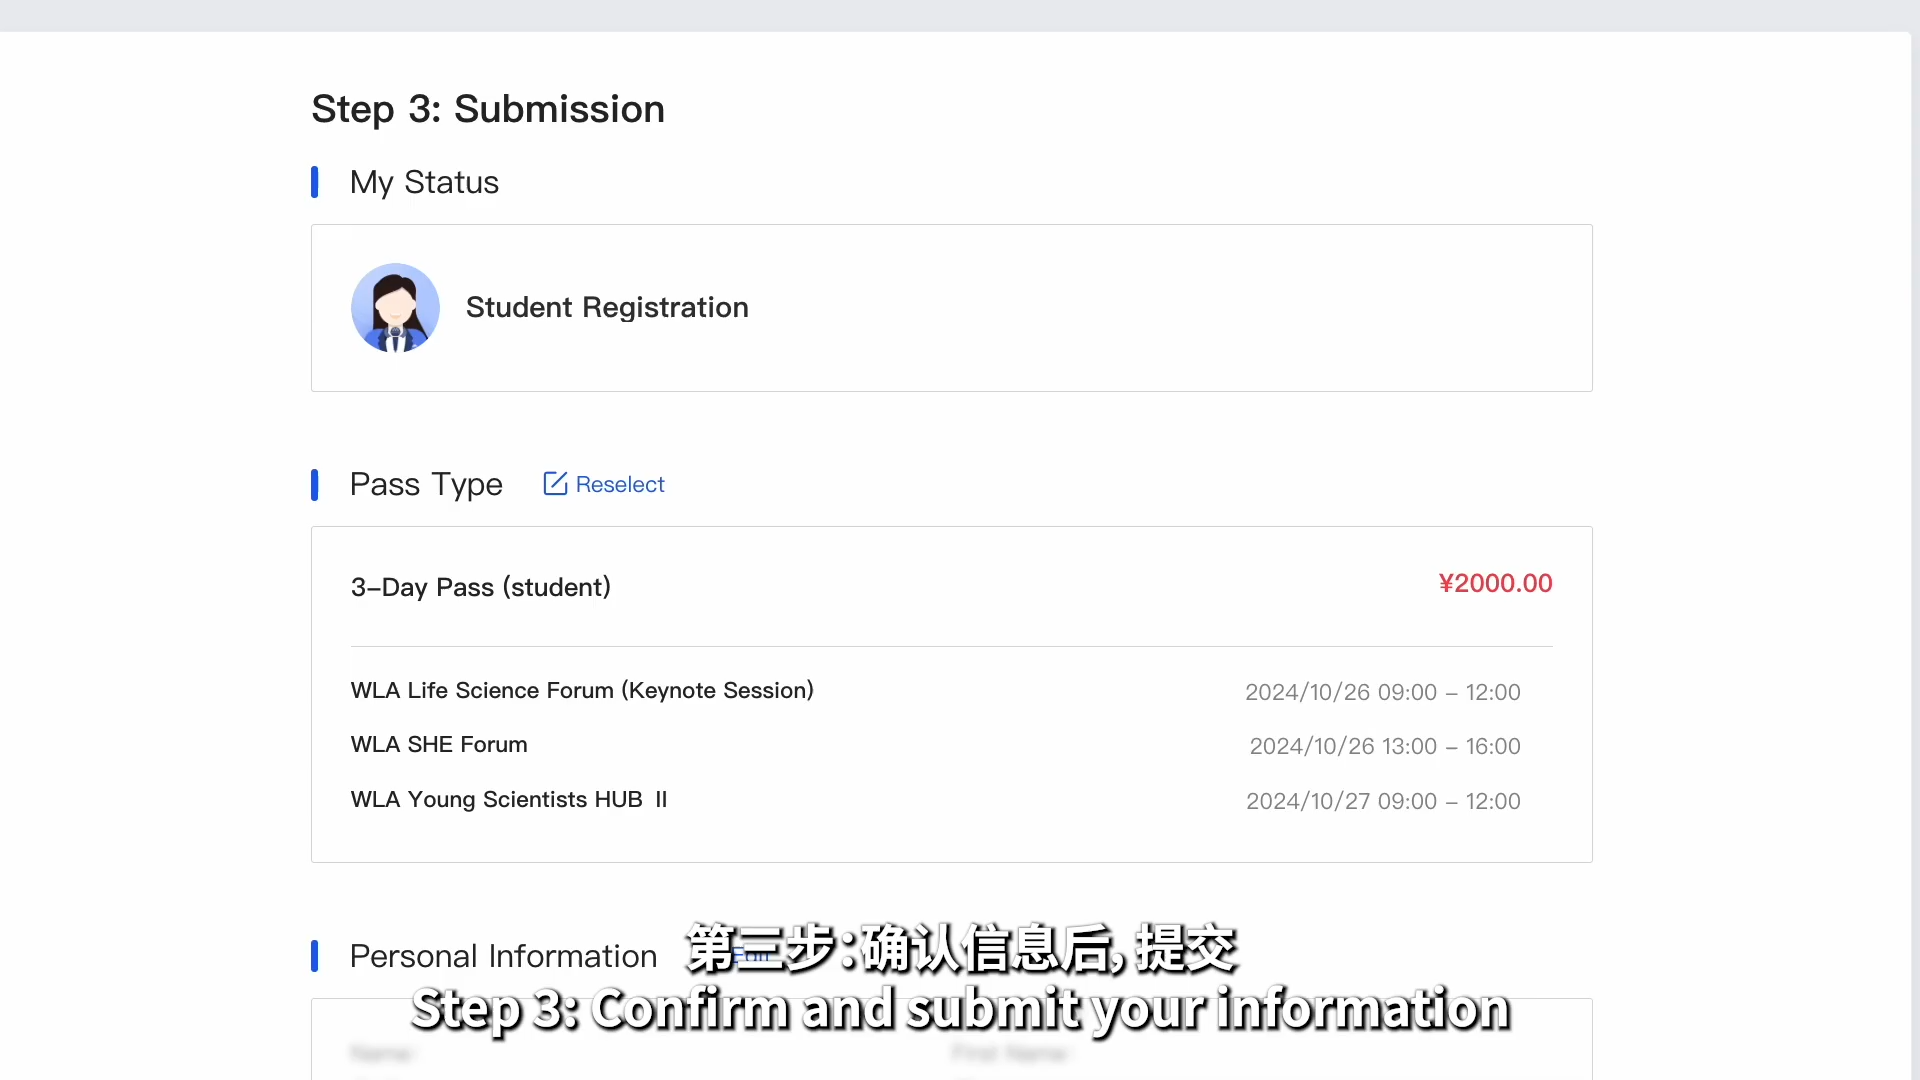 Step 3: Submission
My Status
Student Registration
Pass Type Reselect
3-Day Pass (student) ¥2000.00
WLA Life Science Forum (Keynote Session) 2024/10/26 09:00 – 12:00
WLA SHE Forum 2024/10/26 13:00 – 16:00
WLA Young Scientists HUB II 2024/10/27 09:00 – 12:00
Personal Information
第三步:确认信息后,提交
Step 3: Confirm and submit your information